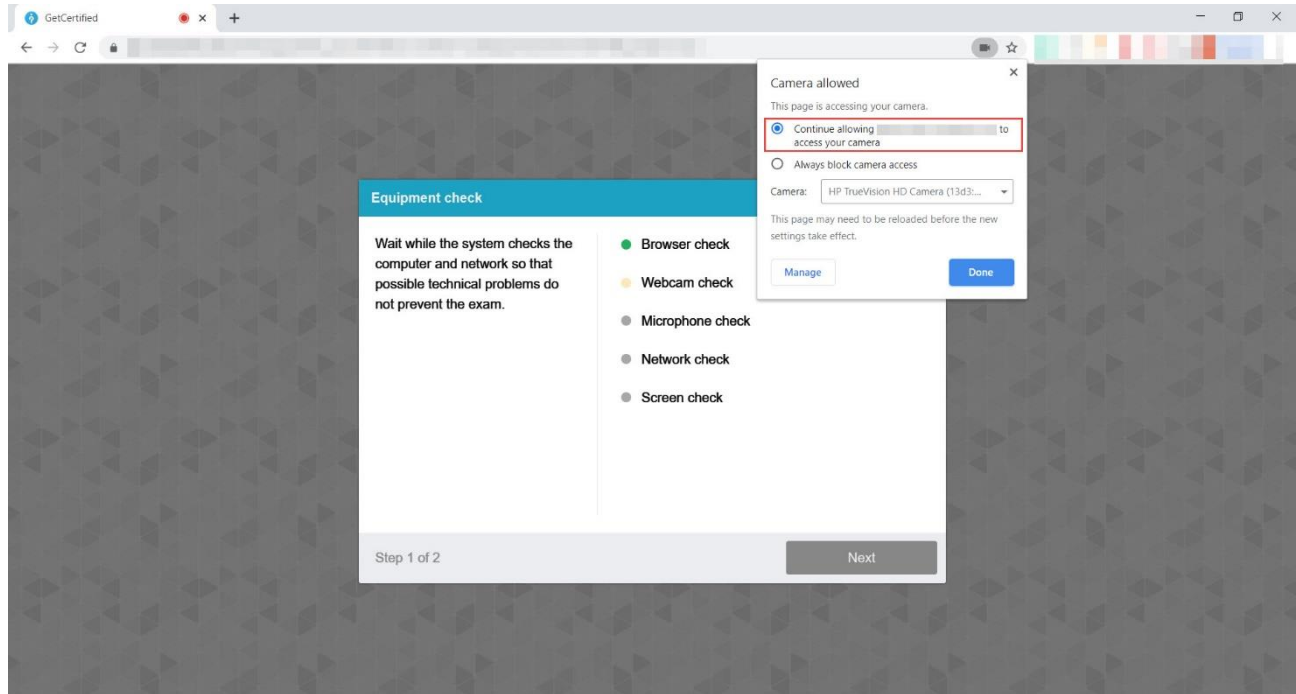 GetCertified
Camera allowed
This page is accessing your camera.
Continue allowing to
access your camera
Always block camera access
Camera: HP TrueVision HD Camera (13d3:...
This page may need to be reloaded before the new
settings take effect.
Manage Done
Equipment check
Wait while the system checks the
computer and network so that
possible technical problems do
not prevent the exam.
Browser check
Webcam check
Microphone check
Network check
Screen check
Step 1 of 2
Next